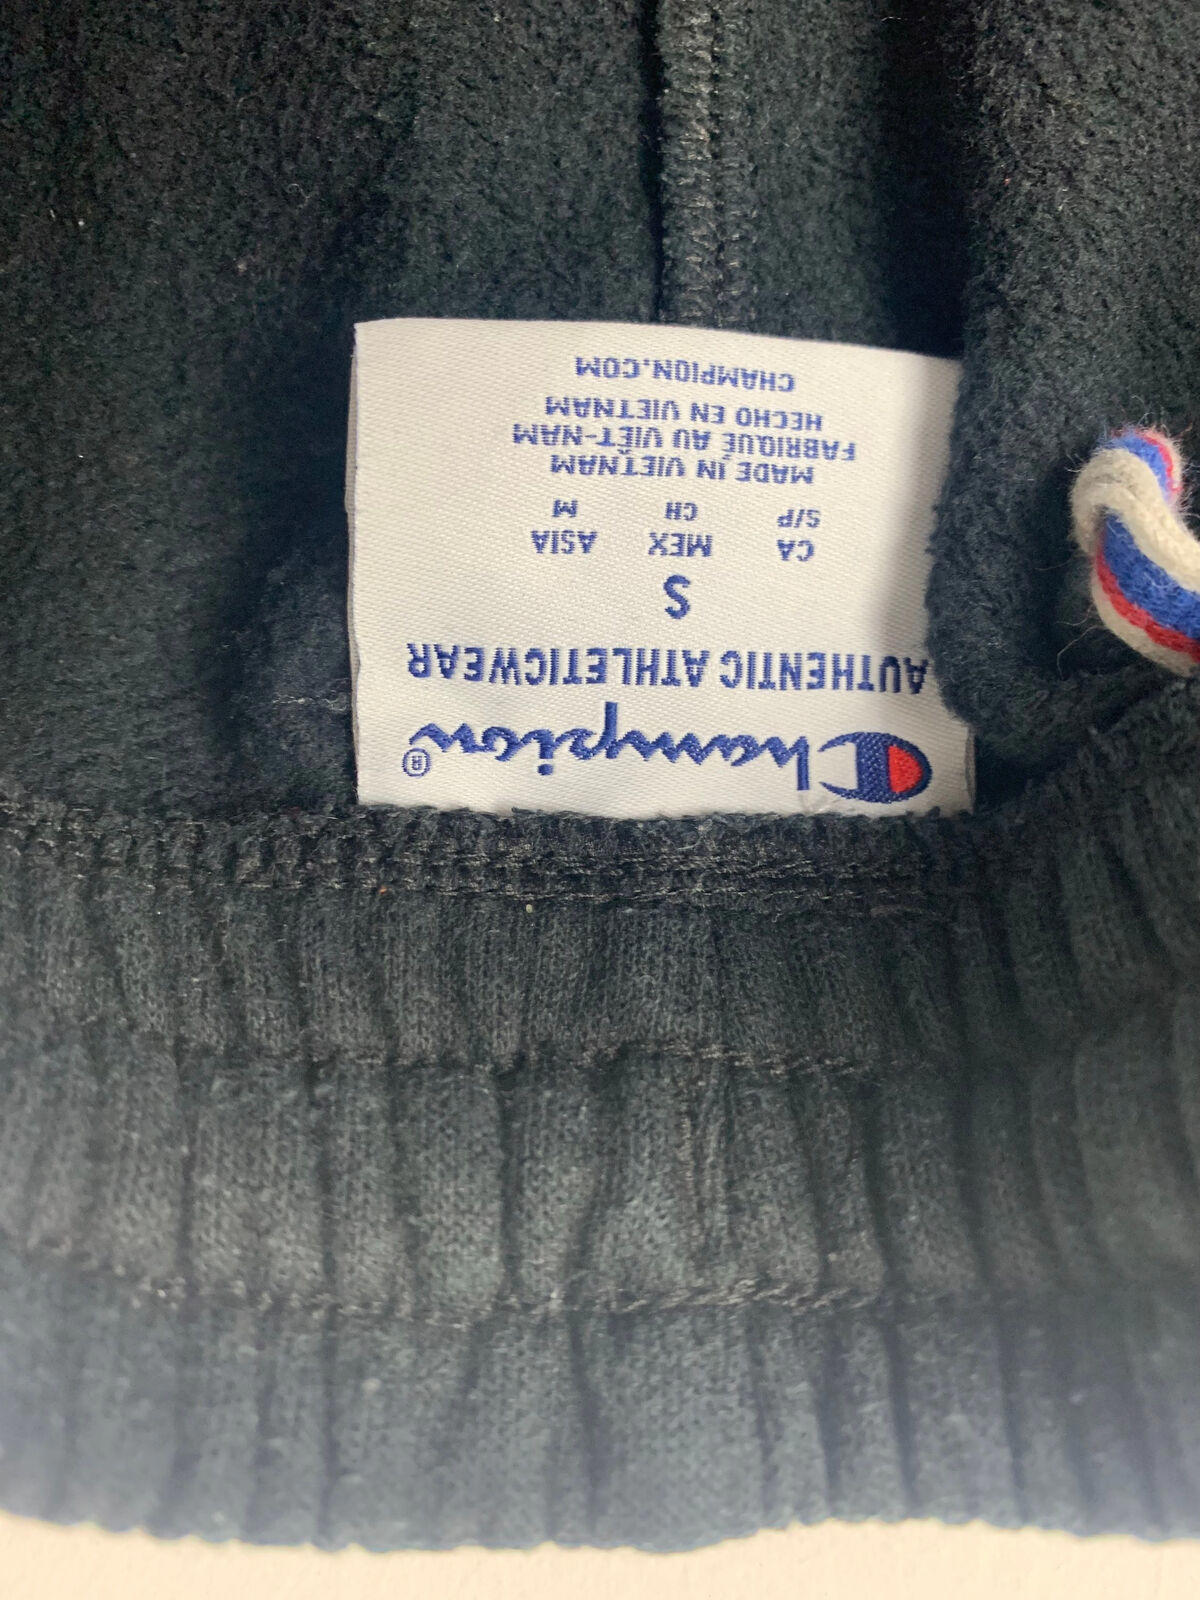 Champion®
AUTHENTIC ATHLETICWEAR
S
CA MEX ASIA
S/P CH M
MADE IN VIETNAM
FABRIQUÉ AU VIÊT-NAM
HECHO EN VIETNAM
CHAMPION.COM